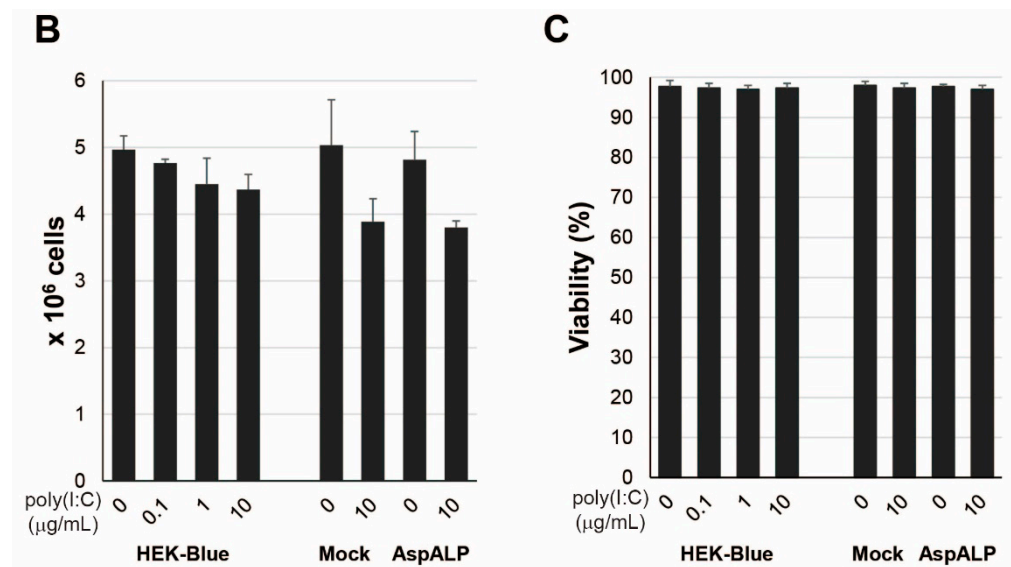 B
6
5
4
3
2
1
0
x 10⁶ cells
poly(I:C) 0 0.1 1 10 0 10 0 10
(μg/mL)
HEK-Blue Mock AspALP
C
100
90
80
70
60
50
40
30
20
10
0
Viability (%)
poly(I:C) 0 0.1 1 10 0 10 0 10
(μg/mL)
HEK-Blue Mock AspALP